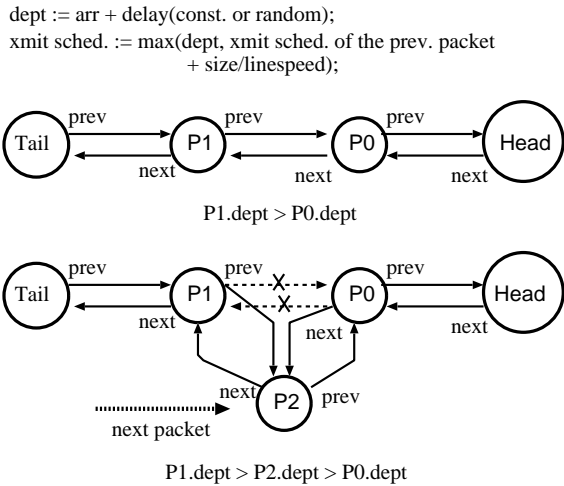 dept := arr + delay(const. or random);
xmit sched. := max(dept, xmit sched. of the prev. packet
+ size/linespeed);
prev prev prev
Tail P1 P0 Head
next next next
P1.dept > P0.dept
prev prev X prev
Tail P1 X P0 Head
next next next
next P2 prev
next packet
P1.dept > P2.dept > P0.dept